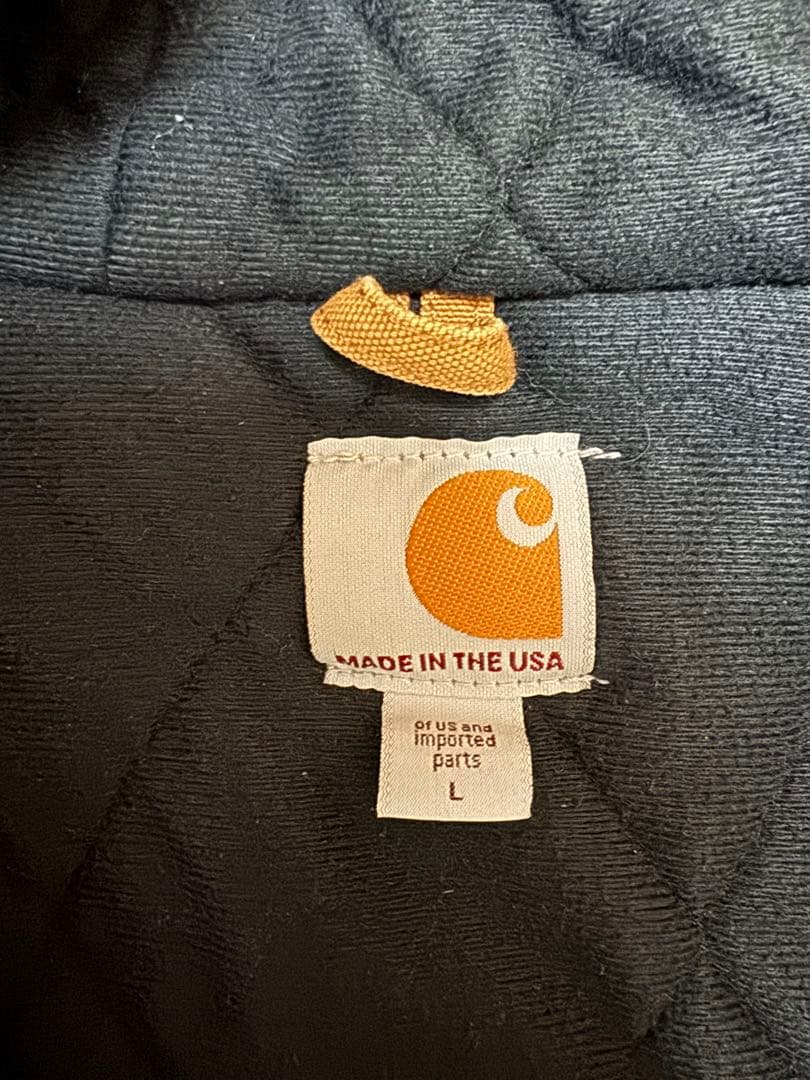 MADE IN THE USA
of US and
imported
parts
L